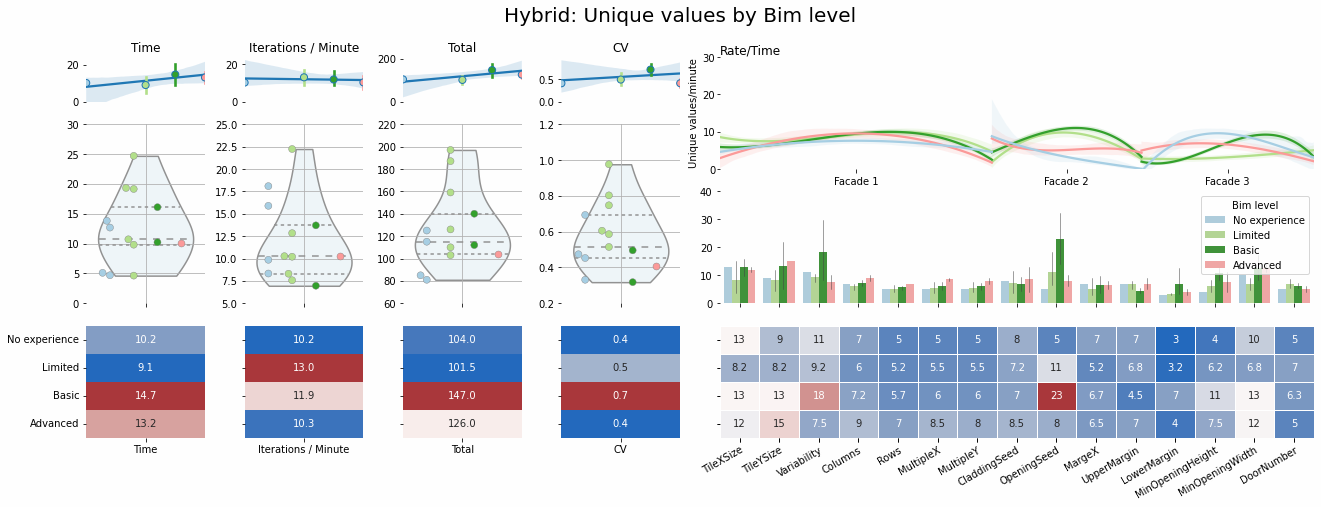 Hybrid: Unique values by Bim level
Time
Iterations / Minute
Total
CV
Rate/Time
20
0
20
0
200
0
0.5
0.0
Unique values/minute
30
20
10
0
Facade 1
Facade 2
Facade 3
30
25
20
15
10
5
0
25.0
22.5
20.0
17.5
15.0
12.5
10.0
7.5
5.0
220
200
180
160
140
120
100
80
60
1.2
1.0
0.8
0.6
0.4
0.2
40
30
20
10
0
Bim level
No experience
Limited
Basic
Advanced
No experience 10.2 10.2 104.0 0.4 13 9 11 7 5 5 5 8 5 7 7 3 4 10 5
Limited 9.1 13.0 101.5 0.5 8.2 8.2 9.2 6 5.2 5.5 5.5 7.2 11 5.2 6.8 3.2 6.2 6.8 7
Basic 14.7 11.9 147.0 0.7 13 13 18 7.2 5.7 6 6 7 23 6.7 4.5 7 11 13 6.3
Advanced 13.2 10.3 126.0 0.4 12 15 7.5 9 7 8.5 8 8.5 8 6.5 7 4 7.5 12 5
Time
Iterations / Minute
Total
CV
TileXSize
TileYSize
Variability
Columns
Rows
MultipleX
MultipleY
CladdingSeed
OpeningSeed
MargeX
UpperMargin
LowerMargin
MinOpeningHeight
MinOpeningWidth
DoorNumber